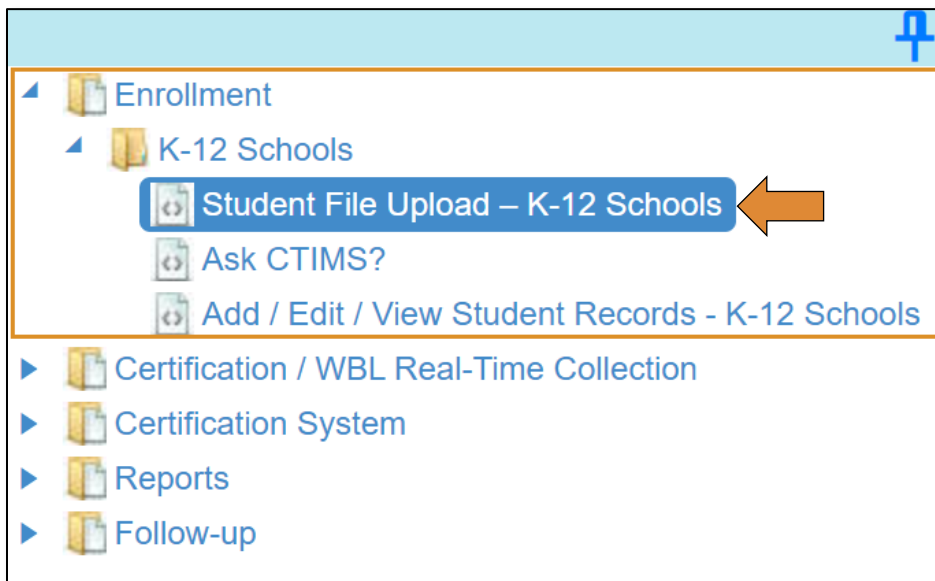 Enrollment
K-12 Schools
Student File Upload – K-12 Schools
Ask CTIMS?
Add / Edit / View Student Records - K-12 Schools
Certification / WBL Real-Time Collection
Certification System
Reports
Follow-up